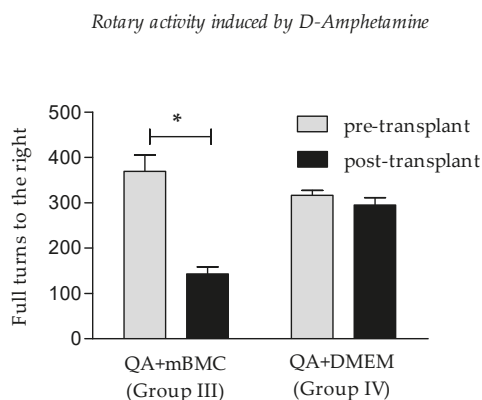 Rotary activity induced by D-Amphetamine
500
400
300
200
100
0
Full turns to the right
*
pre-transplant
post-transplant
QA+mBMC
(Group III)
QA+DMEM
(Group IV)